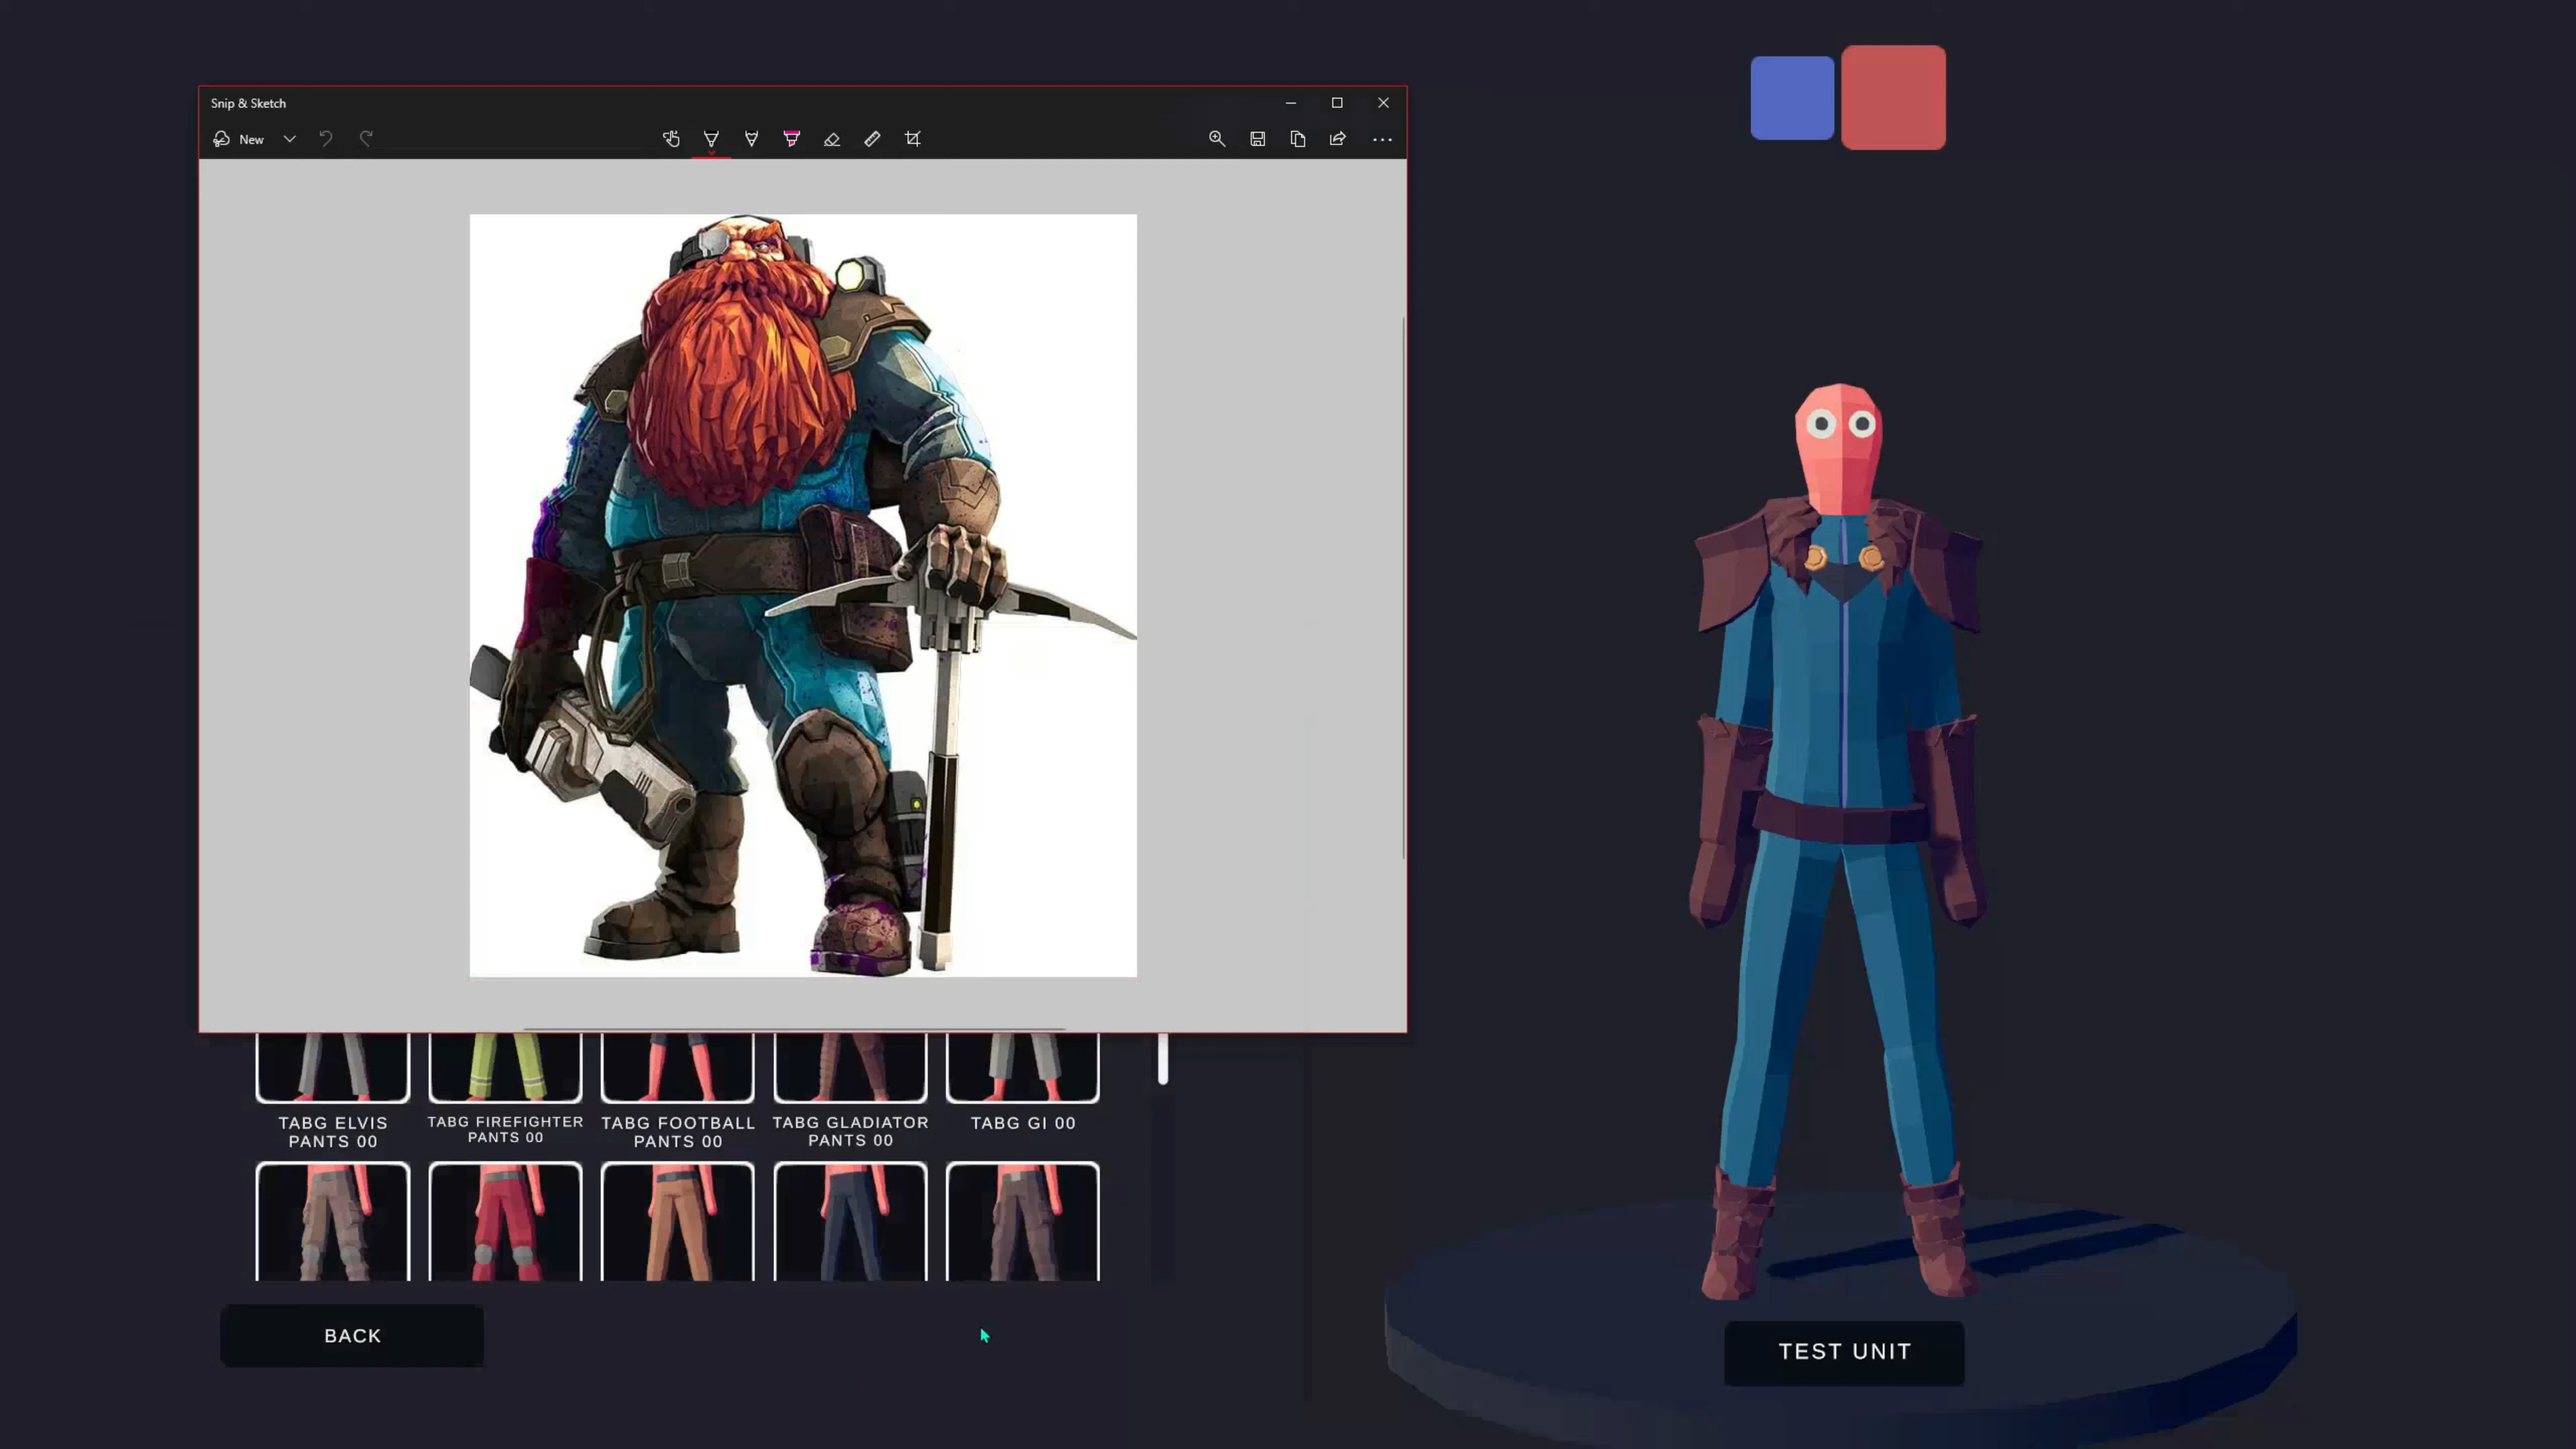 Snip & Sketch
New
TABG ELVIS
PANTS 00
TABG FIREFIGHTER
PANTS 00
TABG FOOTBALL
PANTS 00
TABG GLADIATOR
PANTS 00
TABG GI 00
BACK
TEST UNIT